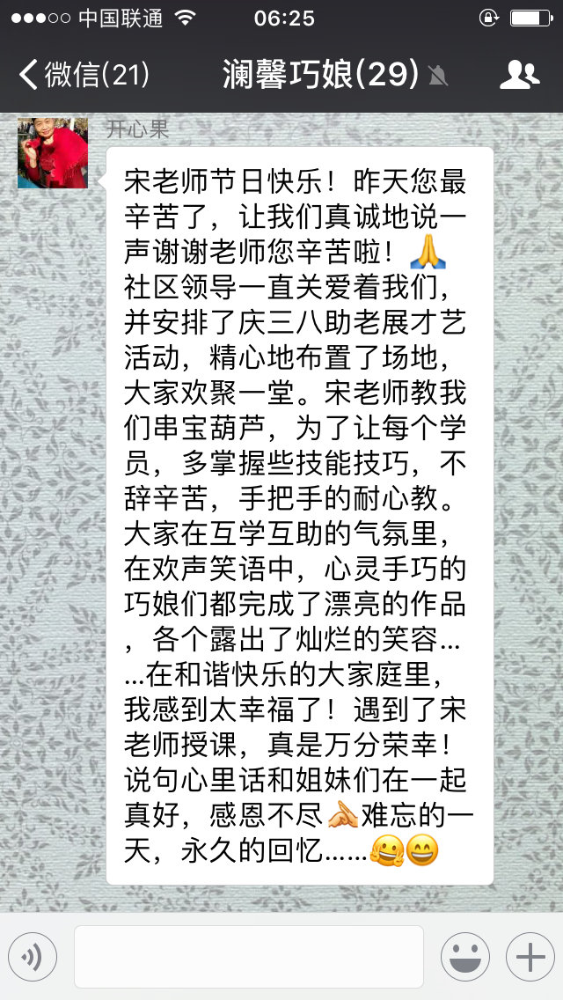 中国联通
06:25
微信(21)
澜馨巧娘(29)
开心果
宋老师节日快乐！昨天您最
辛苦了，让我们真诚地说一
声谢谢老师您辛苦啦！🙏
社区领导一直关爱着我们，
并安排了庆三八助老展才艺
活动，精心地布置了场地，
大家欢聚一堂。宋老师教我
们串宝葫芦，为了让每个学
员，多掌握些技能技巧，不
辞辛苦，手把手的耐心教。
大家在互学互助的气氛里，
在欢声笑语中，心灵手巧的
巧娘们都完成了漂亮的作品
，各个露出了灿烂的笑容...
...在和谐快乐的大家庭里，
我感到太幸福了！遇到了宋
老师授课，真是万分荣幸！
说句心里话和姐妹们在一起
真好，感恩不尽难忘的一
天，永久的回忆......🤗😄